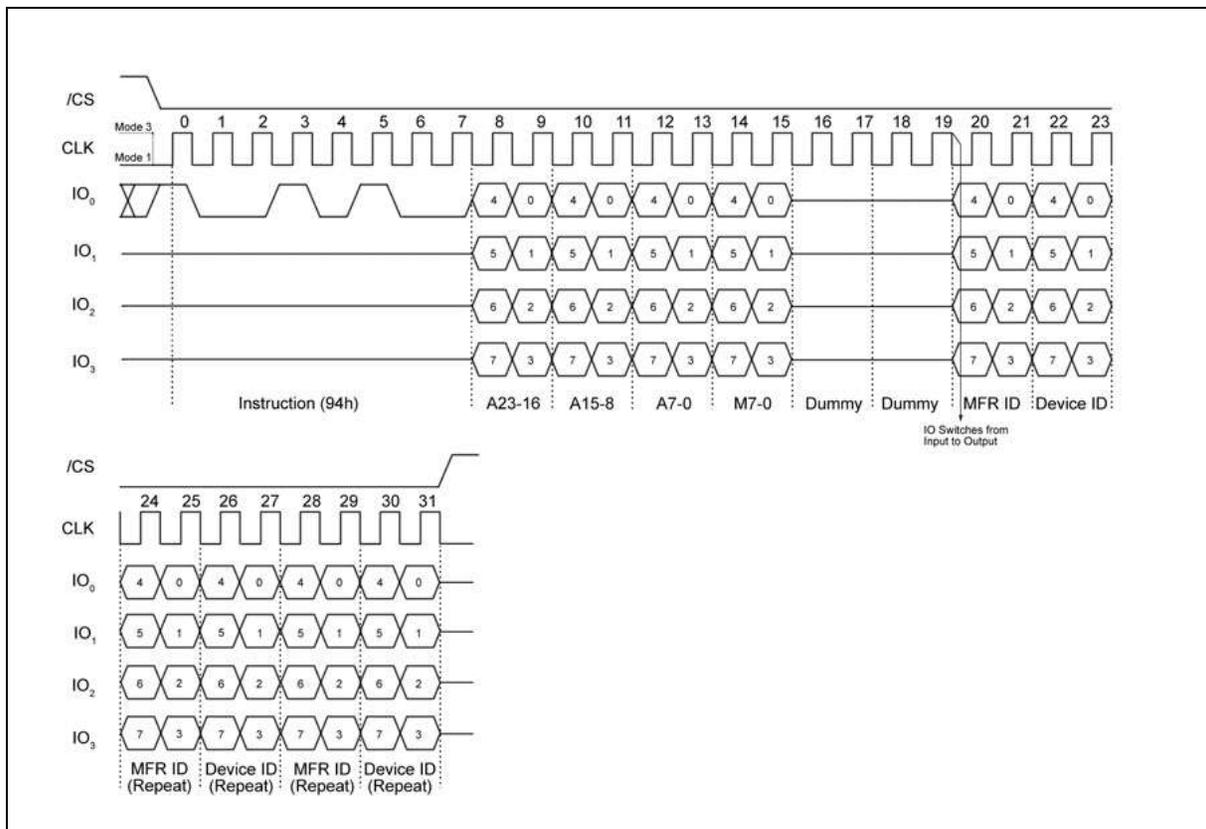 /CS
Mode 3
0 1 2 3 4 5 6 7 8 9 10 11 12 13 14 15 16 17 18 19 20 21 22 23
CLK
Mode 1
IO0 4 0 4 0 4 0 4 0 4 0 4 0
IO1 5 1 5 1 5 1 5 1 5 1 5 1
IO2 6 2 6 2 6 2 6 2 6 2 6 2
IO3 7 3 7 3 7 3 7 3 7 3 7 3
Instruction (94h) A23-16 A15-8 A7-0 M7-0 Dummy Dummy MFR ID Device ID
IO Switches from
Input to Output
/CS
24 25 26 27 28 29 30 31
CLK
IO0 4 0 4 0 4 0 4 0
IO1 5 1 5 1 5 1 5 1
IO2 6 2 6 2 6 2 6 2
IO3 7 3 7 3 7 3 7 3
MFR ID Device ID MFR ID Device ID
(Repeat) (Repeat) (Repeat) (Repeat)